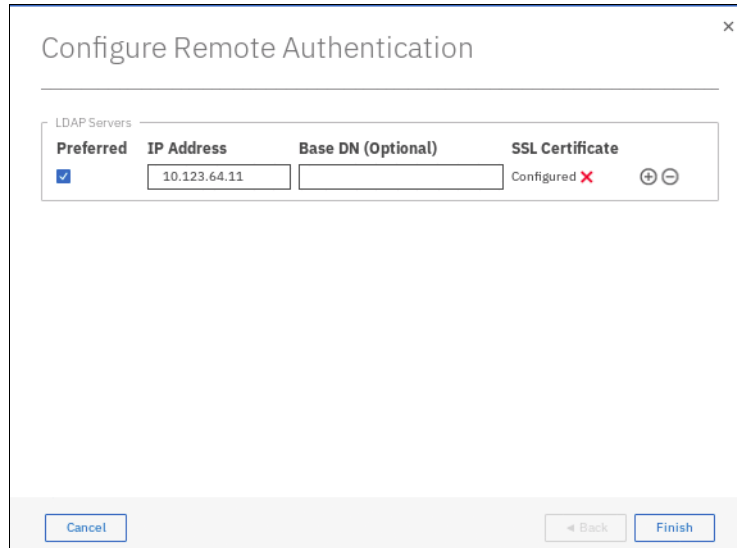 Configure Remote Authentication
LDAP Servers
Preferred IP Address Base DN (Optional) SSL Certificate
10.123.64.11 Configured
Cancel Back Finish